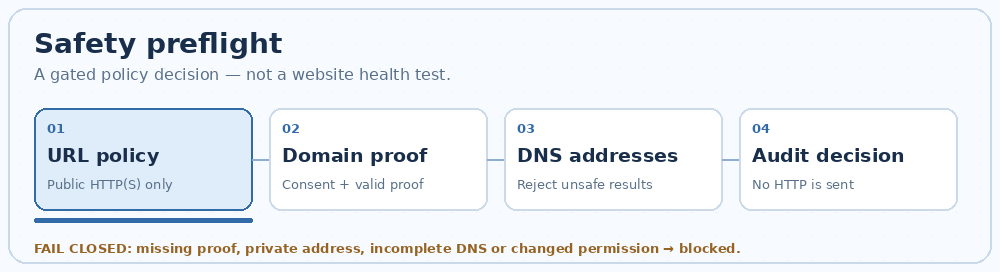 Safety preflight
A gated policy decision — not a website health test.
01
URL policy
Public HTTP(S) only
02
Domain proof
Consent + valid proof
03
DNS addresses
Reject unsafe results
04
Audit decision
No HTTP is sent
FAIL CLOSED: missing proof, private address, incomplete DNS or changed permission → blocked.